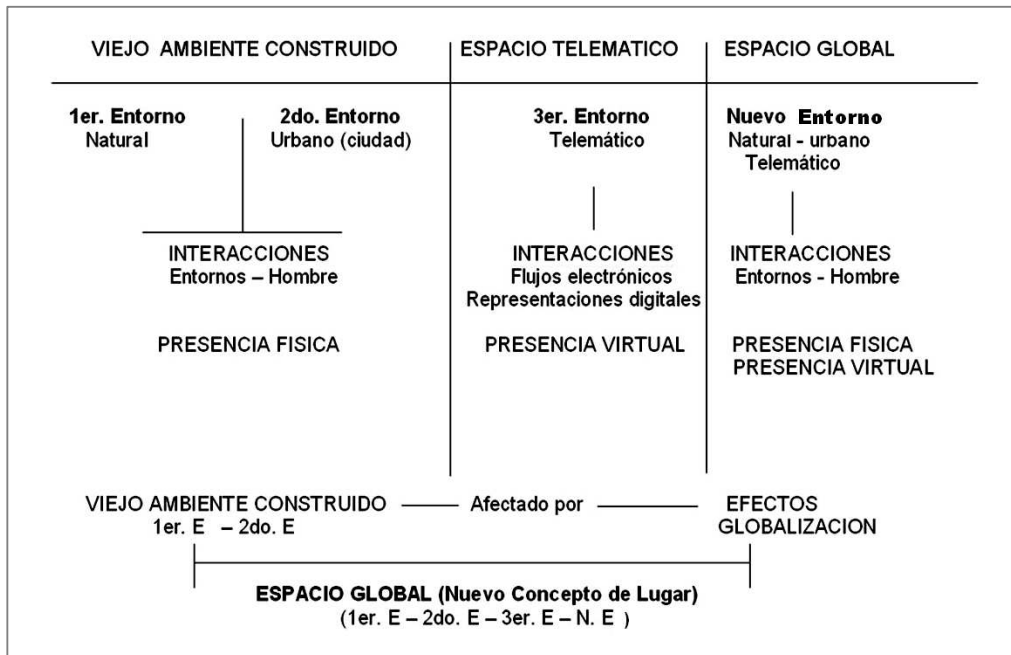 VIEJO AMBIENTE CONSTRUIDO
ESPACIO TELEMATICO
ESPACIO GLOBAL
1er. Entorno
Natural
2do. Entorno
Urbano (ciudad)
3er. Entorno
Telemático
Nuevo Entorno
Natural - urbano
Telemático
INTERACCIONES
Entornos – Hombre
INTERACCIONES
Flujos electrónicos
Representaciones digitales
INTERACCIONES
Entornos - Hombre
PRESENCIA FISICA
PRESENCIA VIRTUAL
PRESENCIA FISICA
PRESENCIA VIRTUAL
VIEJO AMBIENTE CONSTRUIDO
1er. E – 2do. E
Afectado por
EFECTOS
GLOBALIZACION
ESPACIO GLOBAL (Nuevo Concepto de Lugar)
(1er. E – 2do. E – 3er. E – N. E )